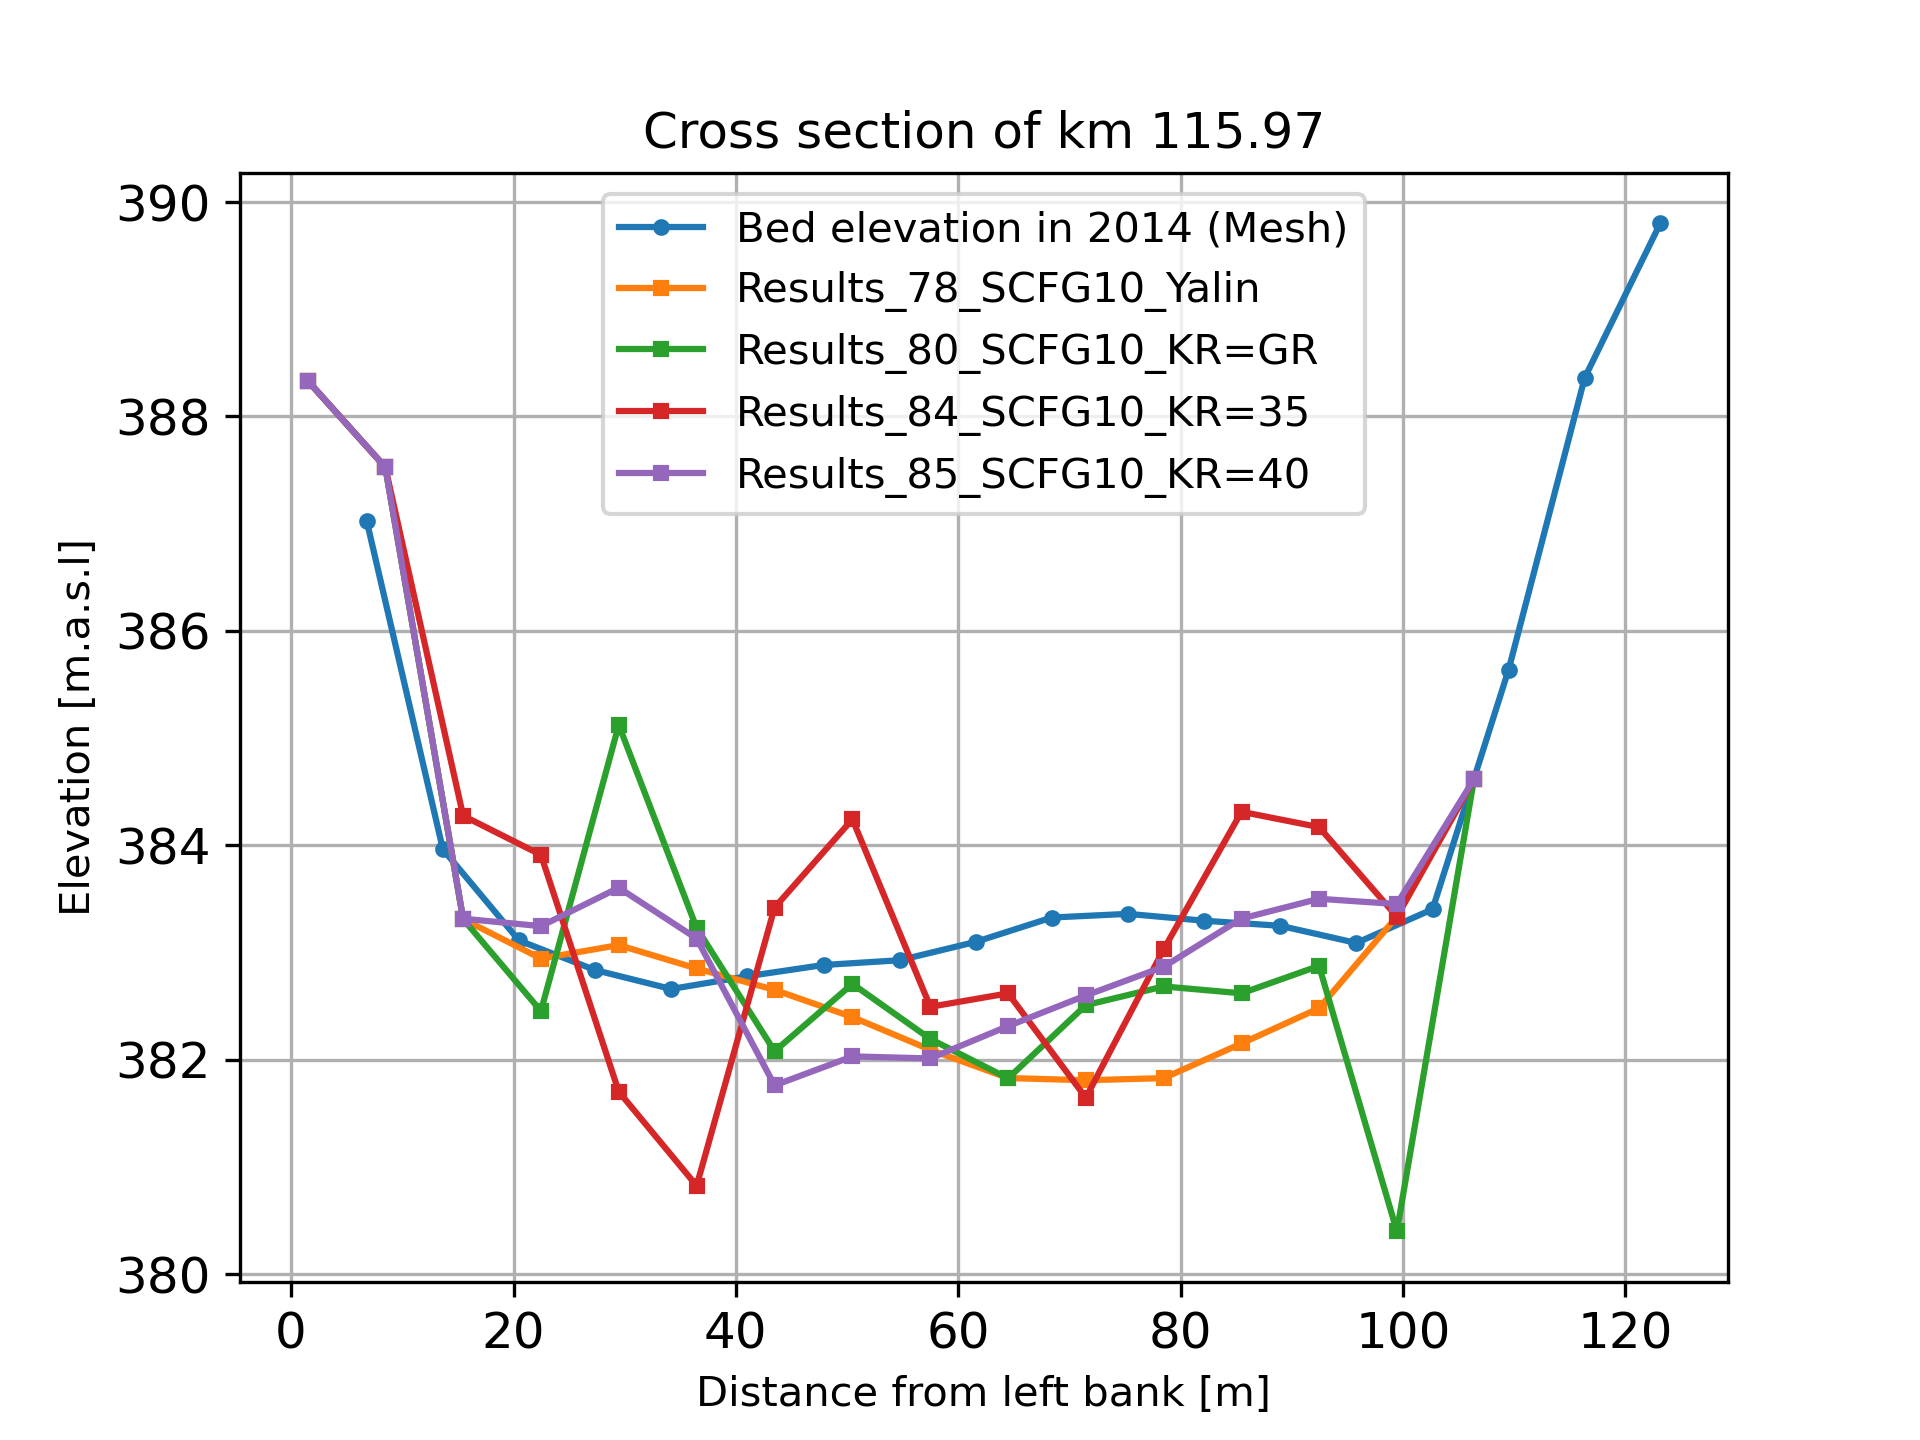 Cross section of km 115.97
390
388
386
384
382
380
Elevation [m.a.s.l]
Bed elevation in 2014 (Mesh)
Results_78_SCFG10_Yalin
Results_80_SCFG10_KR=GR
Results_84_SCFG10_KR=35
Results_85_SCFG10_KR=40
0 20 40 60 80 100 120
Distance from left bank [m]